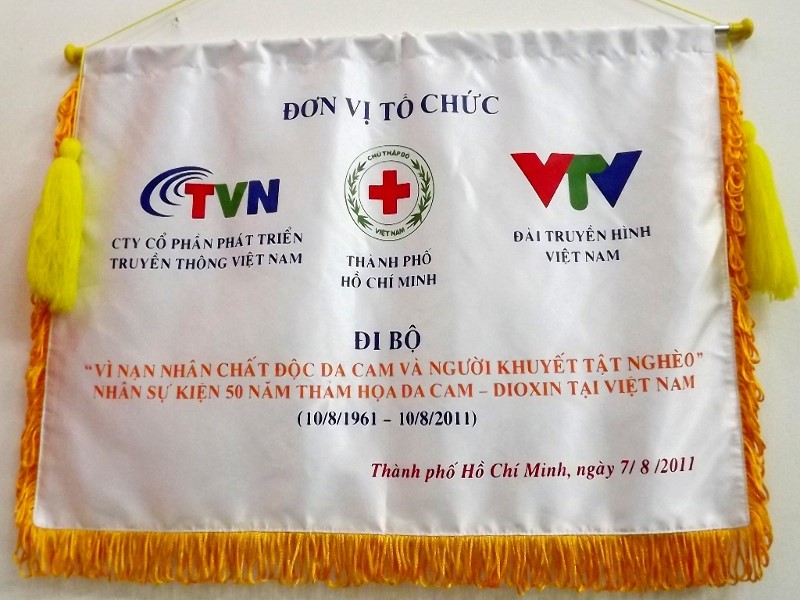 ĐƠN VỊ TỔ CHỨC
TVN
CTY CỔ PHẦN PHÁT TRIỂN
TRUYỀN THÔNG VIỆT NAM
CHỮ THẬP ĐỎ
VIỆT NAM
THÀNH PHỐ
HỒ CHÍ MINH
VTV
ĐÀI TRUYỀN HÌNH
VIỆT NAM
ĐI BỘ
"VÌ NẠN NHÂN CHẤT ĐỘC DA CAM VÀ NGƯỜI KHUYẾT TẬT NGHÈO"
NHÂN SỰ KIỆN 50 NĂM THẢM HỌA DA CAM – DIOXIN TẠI VIỆT NAM
(10/8/1961 – 10/8/2011)
Thành phố Hồ Chí Minh, ngày 7/ 8 /2011